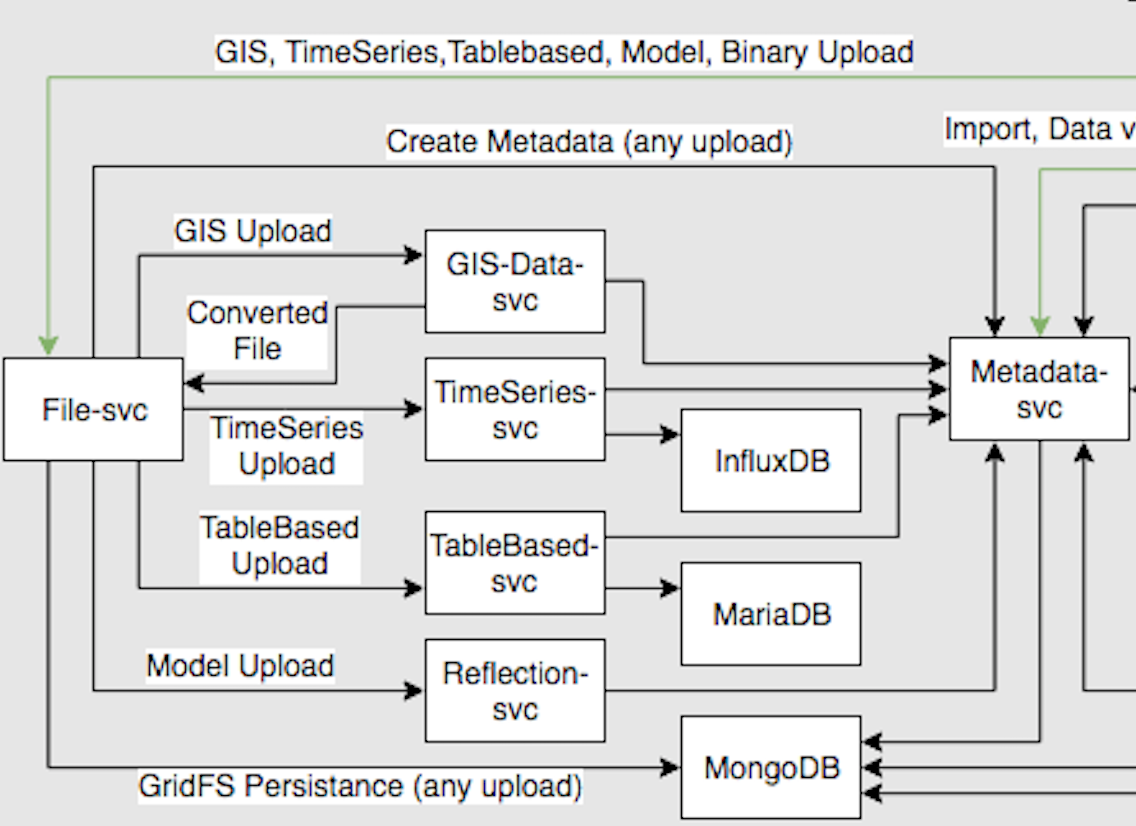 GIS, TimeSeries,Tablebased, Model, Binary Upload
Import, Data v
Create Metadata (any upload)
GIS Upload
GIS-Data-
svc
Converted
File
File-svc
TimeSeries-
svc
Metadata-
svc
TimeSeries
Upload
InfluxDB
TableBased
Upload
TableBased-
svc
MariaDB
Model Upload
Reflection-
svc
MongoDB
GridFS Persistance (any upload)